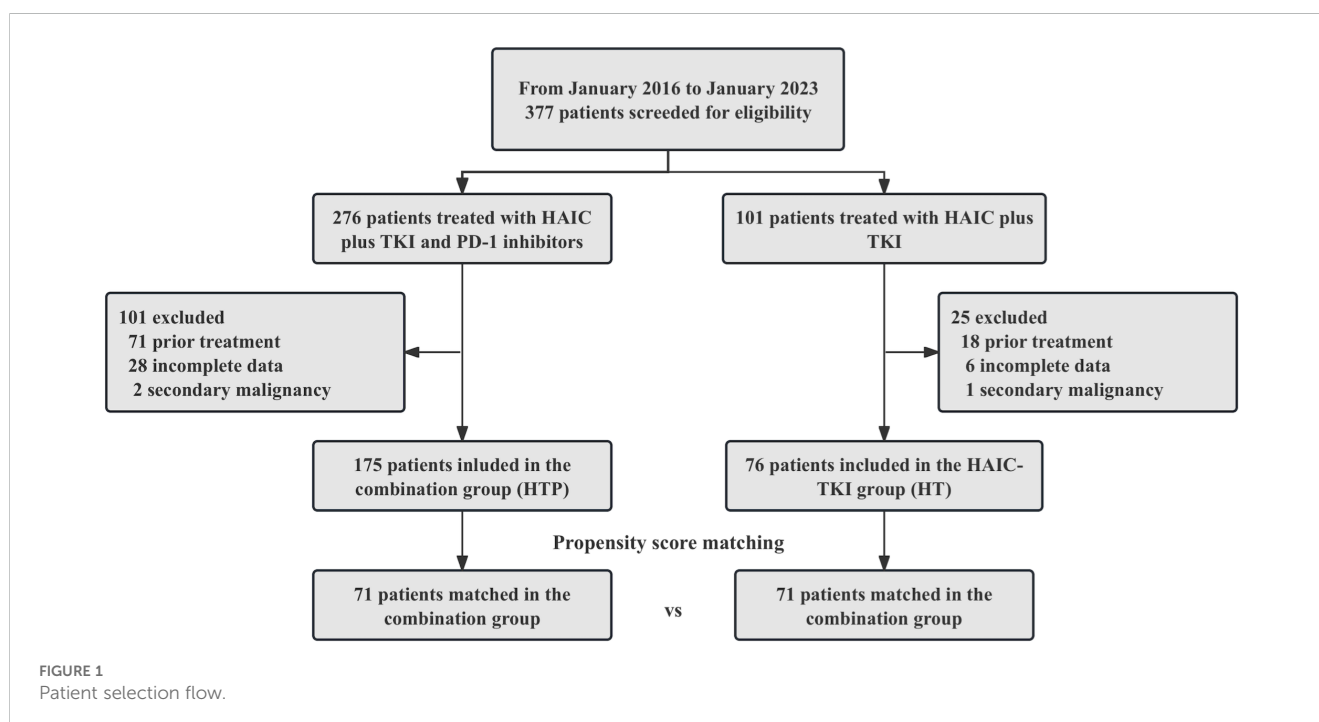 From January 2016 to January 2023
377 patients screeded for eligibility
276 patients treated with HAIC
plus TKI and PD-1 inhibitors
101 patients treated with HAIC plus
TKI
101 excluded
71 prior treatment
28 incomplete data
2 secondary malignancy
25 excluded
18 prior treatment
6 incomplete data
1 secondary malignancy
175 patients inluded in the
combination group (HTP)
76 patients included in the HAIC-
TKI group (HT)
Propensity score matching
71 patients matched in the
combination group
vs
71 patients matched in the
combination group
FIGURE 1
Patient selection flow.